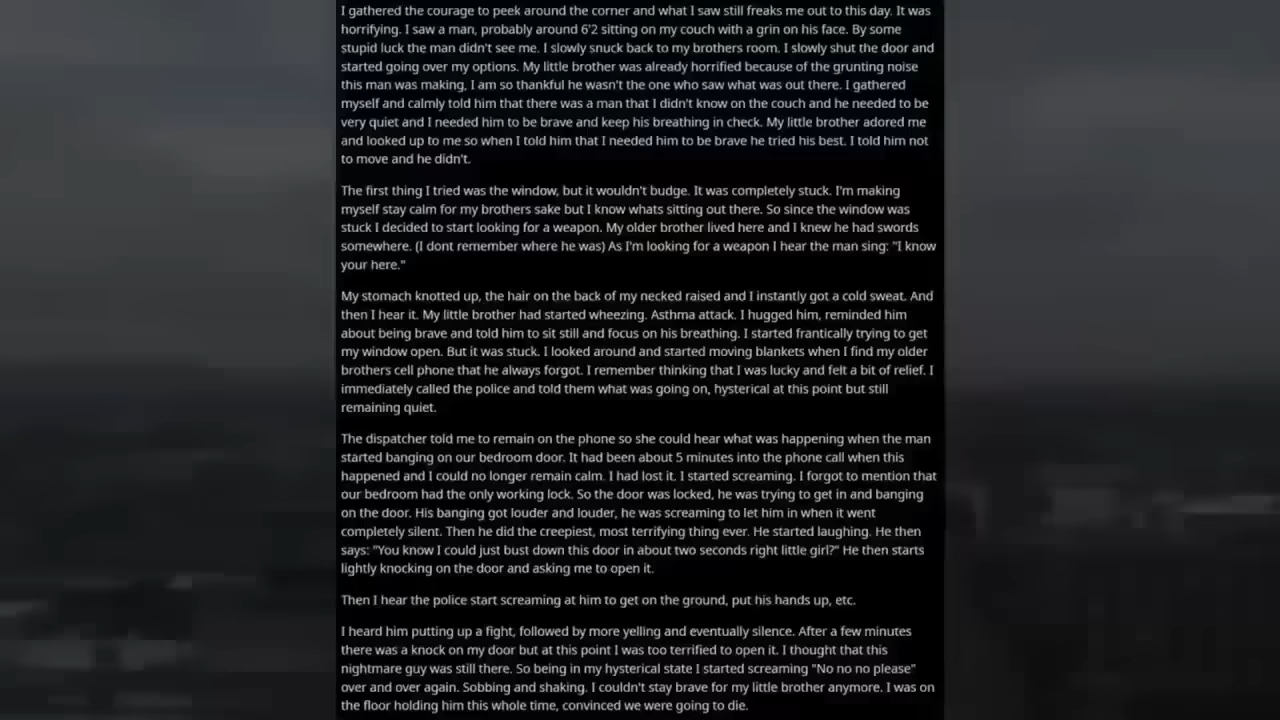 I gathered the courage to peek around the corner and what I saw still freaks me out to this day. It was
horrifying. I saw a man, probably around 6'2 sitting on my couch with a grin on his face. By some
stupid luck the man didn't see me. I slowly snuck back to my brothers room. I slowly shut the door and
started going over my options. My little brother was already horrified because of the grunting noise
this man was making, I am so thankful he wasn't the one who saw what was out there. I gathered
myself and calmly told him that there was a man that I didn't know on the couch and he needed to be
very quiet and I needed him to be brave and keep his breathing in check. My little brother adored me
and looked up to me so when I told him that I needed him to be brave he tried his best. I told him not
to move and he didn't.
The first thing I tried was the window, but it wouldn't budge. It was completely stuck. I'm making
myself stay calm for my brothers sake but I know whats sitting out there. So since the window was
stuck I decided to start looking for a weapon. My older brother lived here and I knew he had swords
somewhere. (I dont remember where he was) As I'm looking for a weapon I hear the man sing: "I know
your here."
My stomach knotted up, the hair on the back of my necked raised and I instantly got a cold sweat. And
then I hear it. My little brother had started wheezing. Asthma attack. I hugged him, reminded him
about being brave and told him to sit still and focus on his breathing. I started frantically trying to get
my window open. But it was stuck. I looked around and started moving blankets when I find my older
brothers cell phone that he always forgot. I remember thinking that I was lucky and felt a bit of relief. I
immediately called the police and told them what was going on, hysterical at this point but still
remaining quiet.
The dispatcher told me to remain on the phone so she could hear what was happening when the man
started banging on our bedroom door. It had been about 5 minutes into the phone call when this
happened and I could no longer remain calm. I had lost it. I started screaming. I forgot to mention that
our bedroom had the only working lock. So the door was locked, he was trying to get in and banging
on the door. His banging got louder and louder, he was screaming to let him in when it went
completely silent. Then he did the creepiest, most terrifying thing ever. He started laughing. He then
says: "You know I could just bust down this door in about two seconds right little girl?" He then starts
lightly knocking on the door and asking me to open it.
Then I hear the police start screaming at him to get on the ground, put his hands up, etc.
I heard him putting up a fight, followed by more yelling and eventually silence. After a few minutes
there was a knock on my door but at this point I was too terrified to open it. I thought that this
nightmare guy was still there. So being in my hysterical state I started screaming "No no no please"
over and over again. Sobbing and shaking. I couldn't stay brave for my little brother anymore. I was on
the floor holding him this whole time, convinced we were going to die.